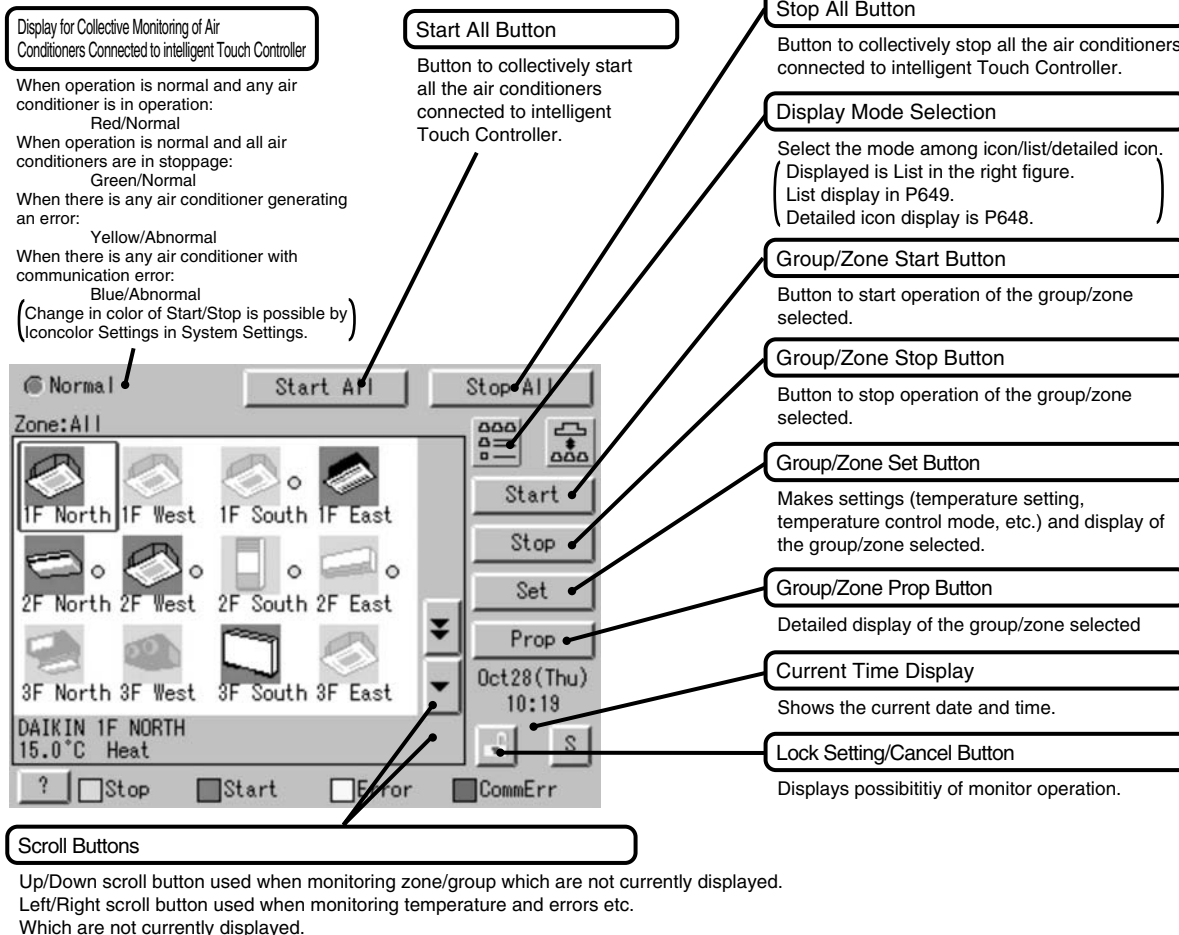 Display for Collective Monitoring of Air
Conditioners Connected to intelligent Touch Controller
When operation is normal and any air
conditioner is in operation:
Red/Normal
When operation is normal and all air
conditioners are in stoppage:
Green/Normal
When there is any air conditioner generating
an error:
Yellow/Abnormal
When there is any air conditioner with
communication error:
Blue/Abnormal
Change in color of Start/Stop is possible by
Iconcolor Settings in System Settings.
Start All Button
Button to collectively start
all the air conditioners
connected to intelligent
Touch Controller.
Stop All Button
Button to collectively stop all the air conditioners
connected to intelligent Touch Controller.
Display Mode Selection
Select the mode among icon/list/detailed icon.
Displayed is List in the right figure.
List display in P649.
Detailed icon display is P648.
Group/Zone Start Button
Button to start operation of the group/zone
selected.
Group/Zone Stop Button
Button to stop operation of the group/zone
selected.
Group/Zone Set Button
Makes settings (temperature setting,
temperature control mode, etc.) and display of
the group/zone selected.
Group/Zone Prop Button
Detailed display of the group/zone selected
Current Time Display
Shows the current date and time.
Lock Setting/Cancel Button
Displays possibititiy of monitor operation.
Normal
Start All
Stop All
Zone:All
1F North 1F West 1F South 1F East
2F North 2F West 2F South 2F East
3F North 3F West 3F South 3F East
Start
Stop
Set
Prop
Oct28(Thu)
10:19
S
DAIKIN 1F NORTH
15.0°C Heat
? Stop Start Error CommErr
Scroll Buttons
Up/Down scroll button used when monitoring zone/group which are not currently displayed.
Left/Right scroll button used when monitoring temperature and errors etc.
Which are not currently displayed.